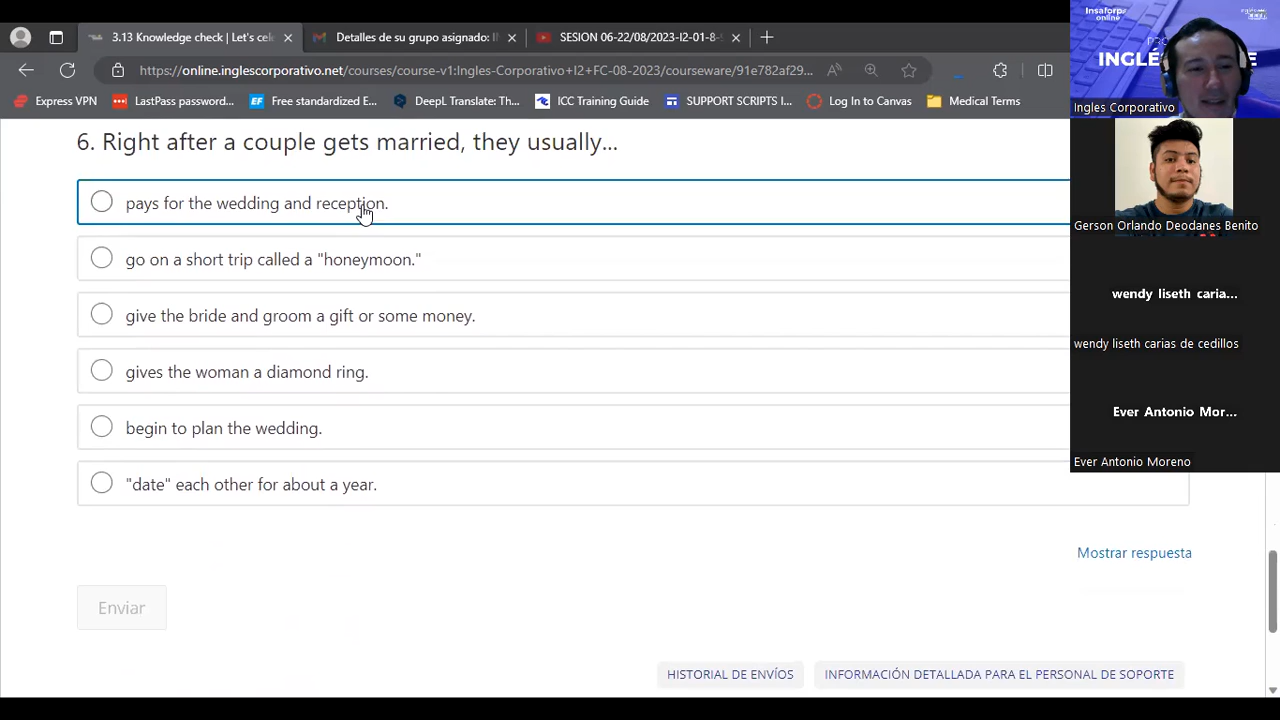 3.13 Knowledge check | Let's cel
Detalles de su grupo asignado: II
SESION 06-22/08/2023-I2-01-8-S
https://online.inglescorporativo.net/courses/course-v1:Ingles-Corporativo+I2+FC-08-2023/courseware/91e782af29...
Express VPN
LastPass password...
Free standardized E...
DeepL Translate: Th...
ICC Training Guide
SUPPORT SCRIPTS I...
Log In to Canvas
Medical Terms
6. Right after a couple gets married, they usually...
pays for the wedding and reception.
go on a short trip called a "honeymoon."
give the bride and groom a gift or some money.
gives the woman a diamond ring.
begin to plan the wedding.
"date" each other for about a year.
Mostrar respuesta
Enviar
HISTORIAL DE ENVÍOS
INFORMACIÓN DETALLADA PARA EL PERSONAL DE SOPORTE
Insaforp
online
Ingles Corporativo
Gerson Orlando Deodanes Benito
wendy liseth caria...
wendy liseth carias de cedillos
Ever Antonio Mor...
Ever Antonio Moreno